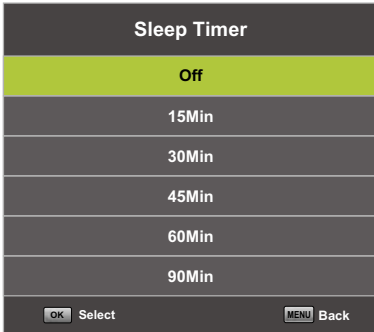 Sleep Timer
Off
15Min
30Min
45Min
60Min
90Min
OK Select MENU Back